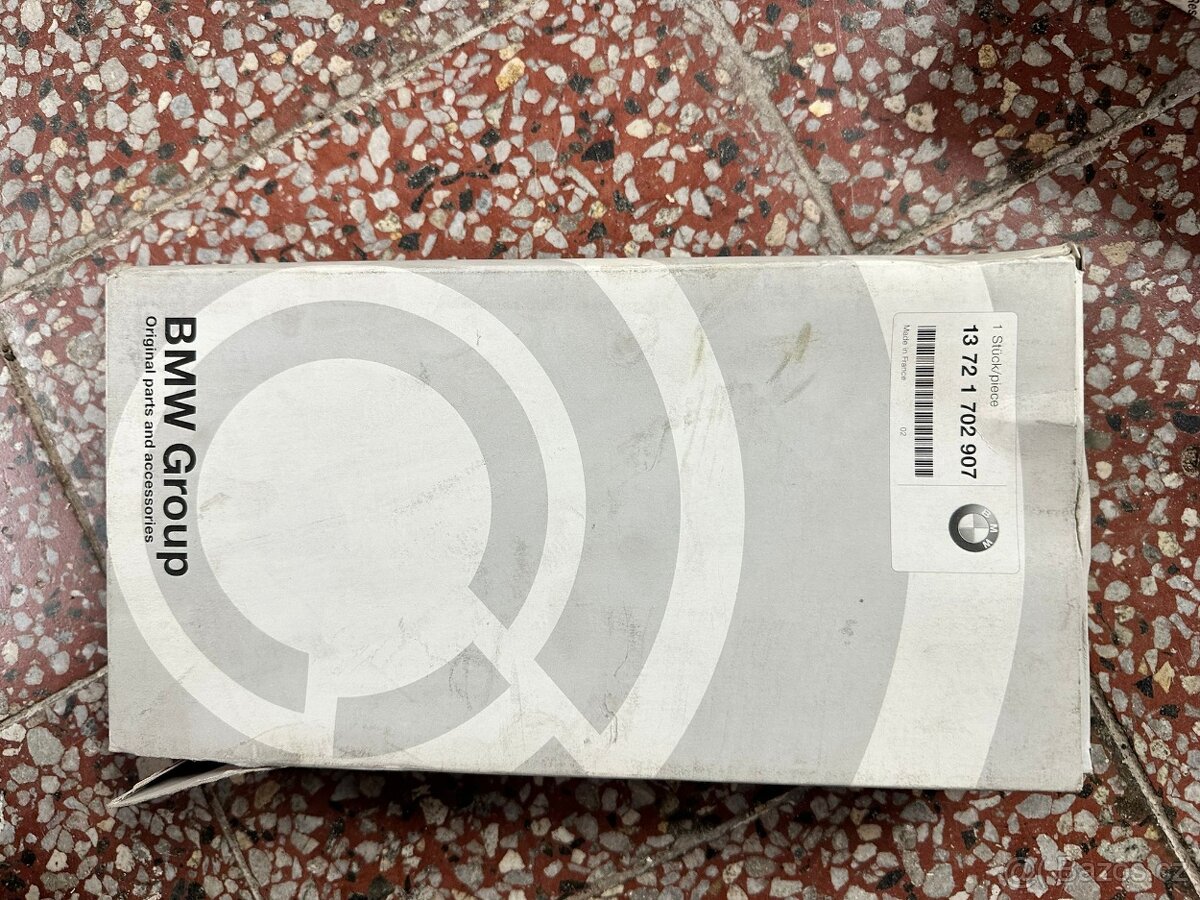 BMW Group
Original parts and accessories
1 Stück/piece
13 72 1 702 907
Made in France
02
BMW
Bazos.cz